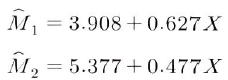 M̂₁ = 3.908 + 0.627X
M̂₂ = 5.377 + 0.477X